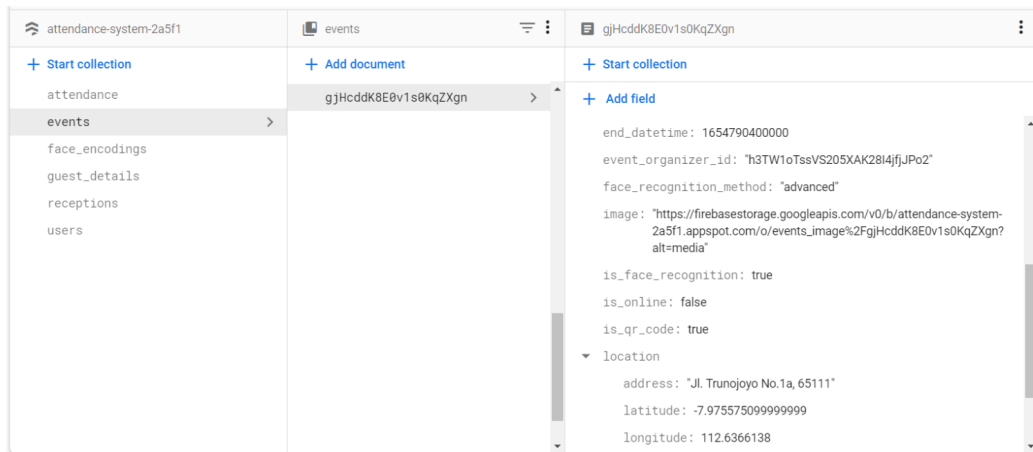 attendance-system-2a5f1
Start collection
attendance
events
face_encodings
guest_details
receptions
users
events
Add document
gjHcddK8E0v1s0KqZXgn
gjHcddK8E0v1s0KqZXgn
Start collection
Add field
end_datetime: 1654790400000
event_organizer_id: "h3TW1oTssVS205XAK28I4jfjJPo2"
face_recognition_method: "advanced"
image: "https://firebasestorage.googleapis.com/v0/b/attendance-system-
2a5f1.appspot.com/o/events_image%2FgjHcddK8E0v1s0KqZXgn?
alt=media"
is_face_recognition: true
is_online: false
is_qr_code: true
location
address: "Jl. Trunojoyo No.1a, 65111"
latitude: -7.975575099999999
longitude: 112.6366138